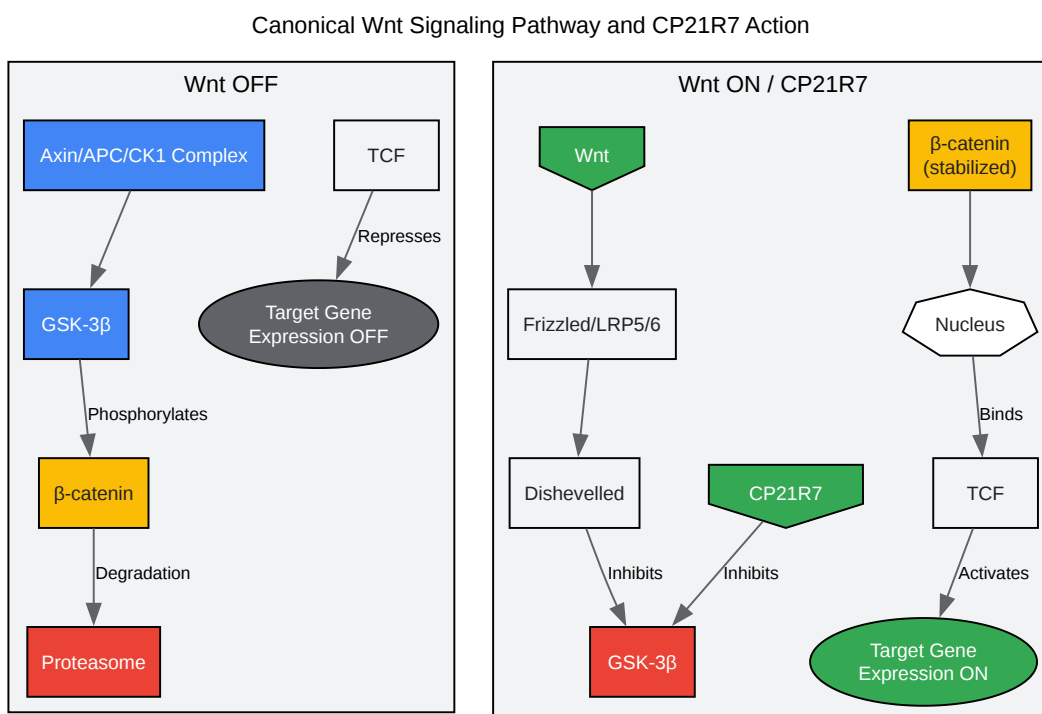 Canonical Wnt Signaling Pathway and CP21R7 Action
Wnt OFF
Axin/APC/CK1 Complex
TCF
Represses
GSK-3β
Target Gene
Expression OFF
Phosphorylates
β-catenin
Degradation
Proteasome
Wnt ON / CP21R7
Wnt
β-catenin
(stabilized)
Frizzled/LRP5/6
Nucleus
Binds
Dishevelled
CP21R7
TCF
Inhibits
Inhibits
Activates
GSK-3β
Target Gene
Expression ON